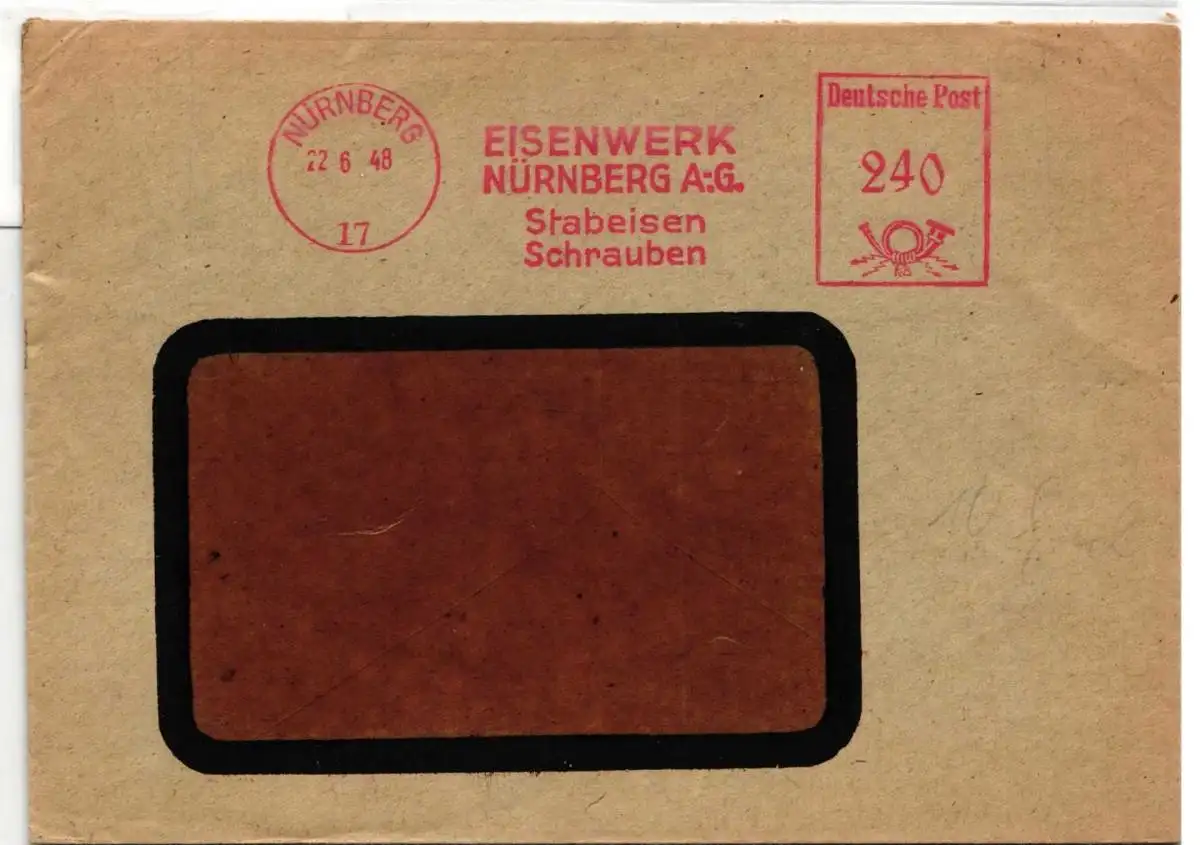 NÜRNBERG
22 6 48
17
EISENWERK
NÜRNBERG A.-G.
Stabeisen
Schrauben
Deutsche Post
240